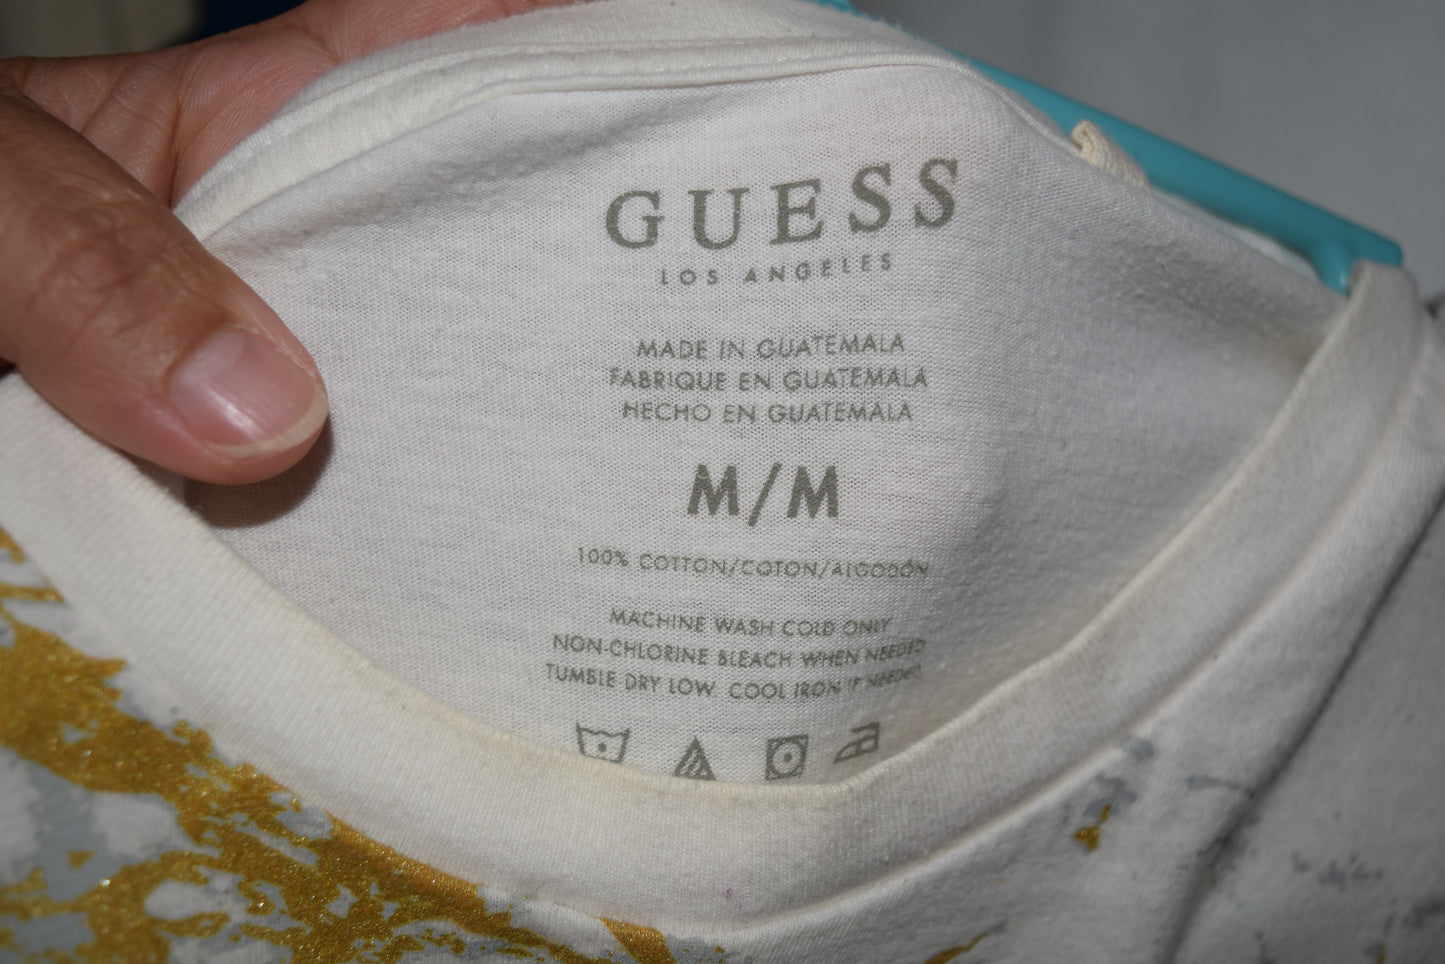 GUESS
LOS ANGELES
MADE IN GUATEMALA
FABRIQUE EN GUATEMALA
HECHO EN GUATEMALA
M/M
100% COTTON/COTON/ALGODÓN
MACHINE WASH COLD ONLY
NON-CHLORINE BLEACH WHEN NEEDED
TUMBLE DRY LOW. COOL IRON IF NEEDED